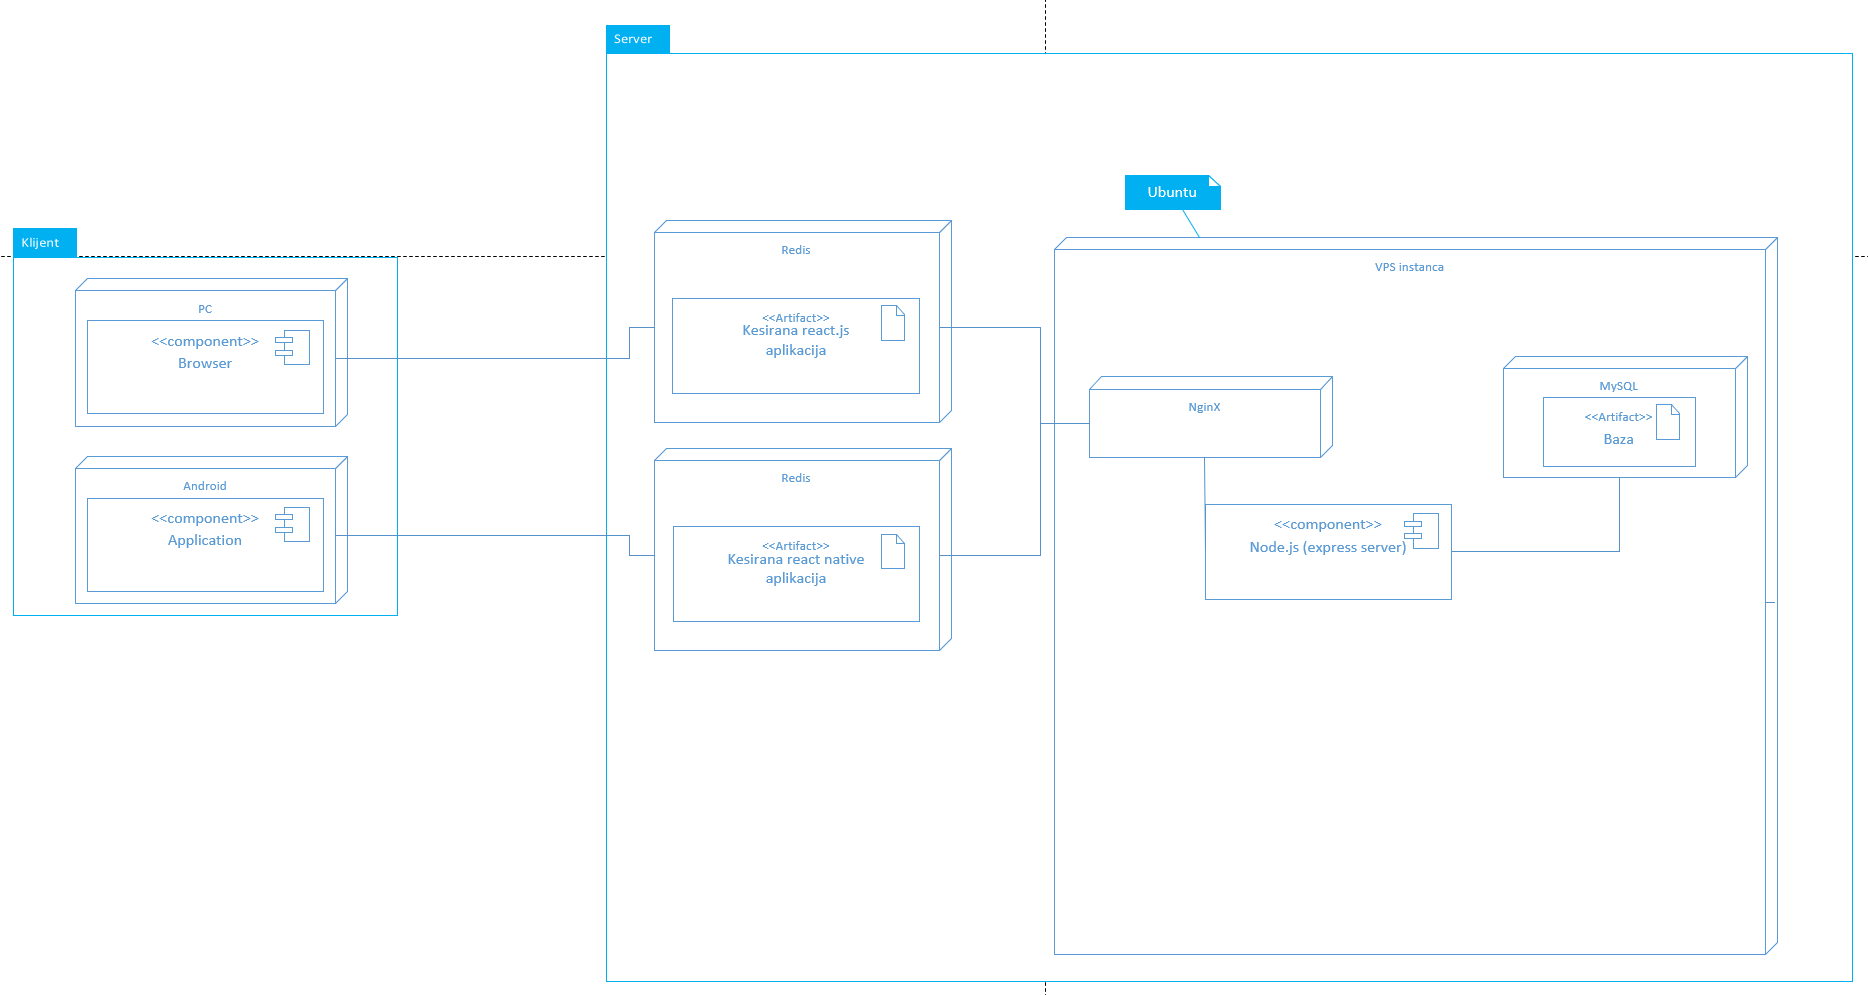 Server
Ubuntu
Klijent
PC
<<component>>
Browser
Android
<<component>>
Application
Redis
<<Artifact>>
Kesirana react.js
aplikacija
Redis
<<Artifact>>
Kesirana react native
aplikacija
VPS instanca
NginX
MySQL
<<Artifact>>
Baza
<<component>>
Node.js (express server)